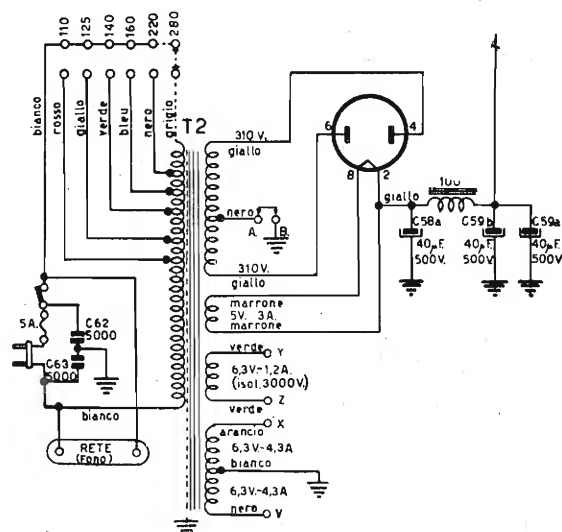 110
125
140
160
220
280
bianco
rosso
giallo
verde
bleu
nero
grigio
T2
310 V.
giallo
6
4
8
2
nero
A.
B.
giallo
100
C58a
40µF.
500V.
C59b
40µF.
500V.
C59a
40µF.
500V
310V.
giallo
marrone
5V. 3A.
marrone
5A.
C62
5000
C63
5000
bianco
RETE
(Fono)
verde
Y
6,3V.-1,2A.
(isol,3000V.)
Z
verde
X
arancio
6,3V.-4,3A
bianco
6,3V.-4,3A
nero
V